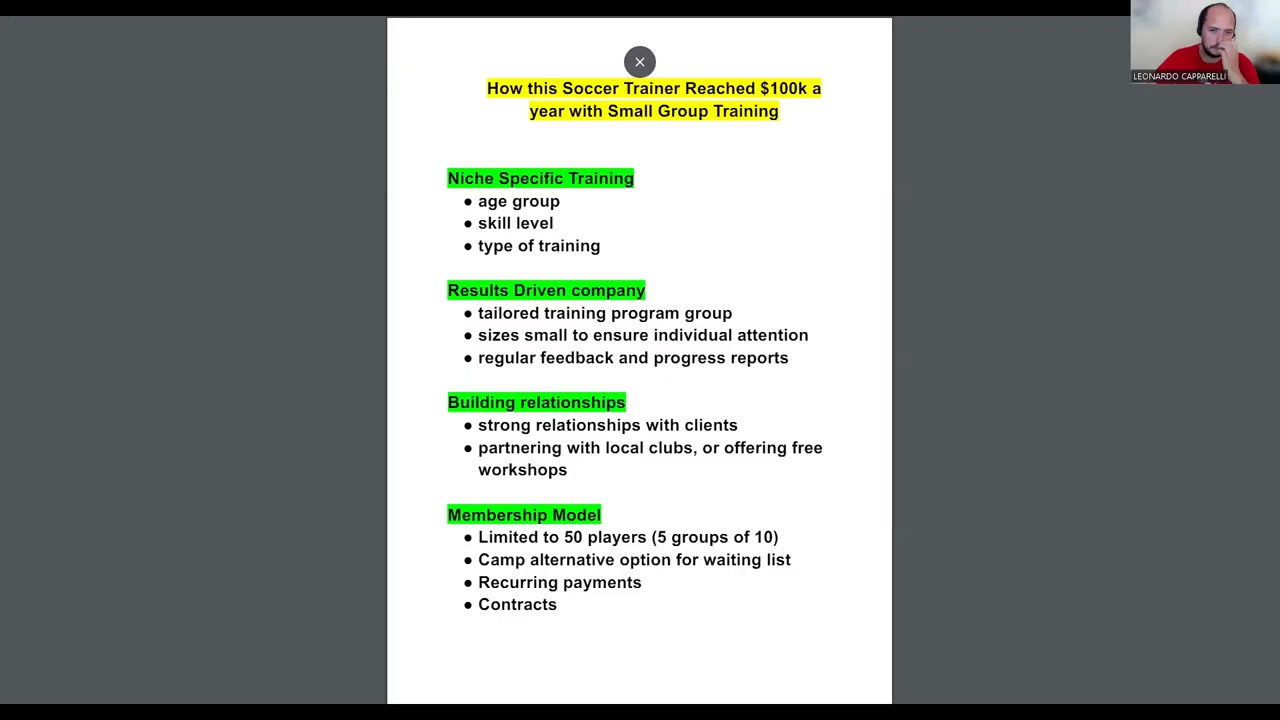 LEONARDO CAPPARELLI
How this Soccer Trainer Reached $100k a
year with Small Group Training
Niche Specific Training
● age group
● skill level
● type of training
Results Driven company
● tailored training program group
● sizes small to ensure individual attention
● regular feedback and progress reports
Building relationships
● strong relationships with clients
● partnering with local clubs, or offering free
workshops
Membership Model
● Limited to 50 players (5 groups of 10)
● Camp alternative option for waiting list
● Recurring payments
● Contracts